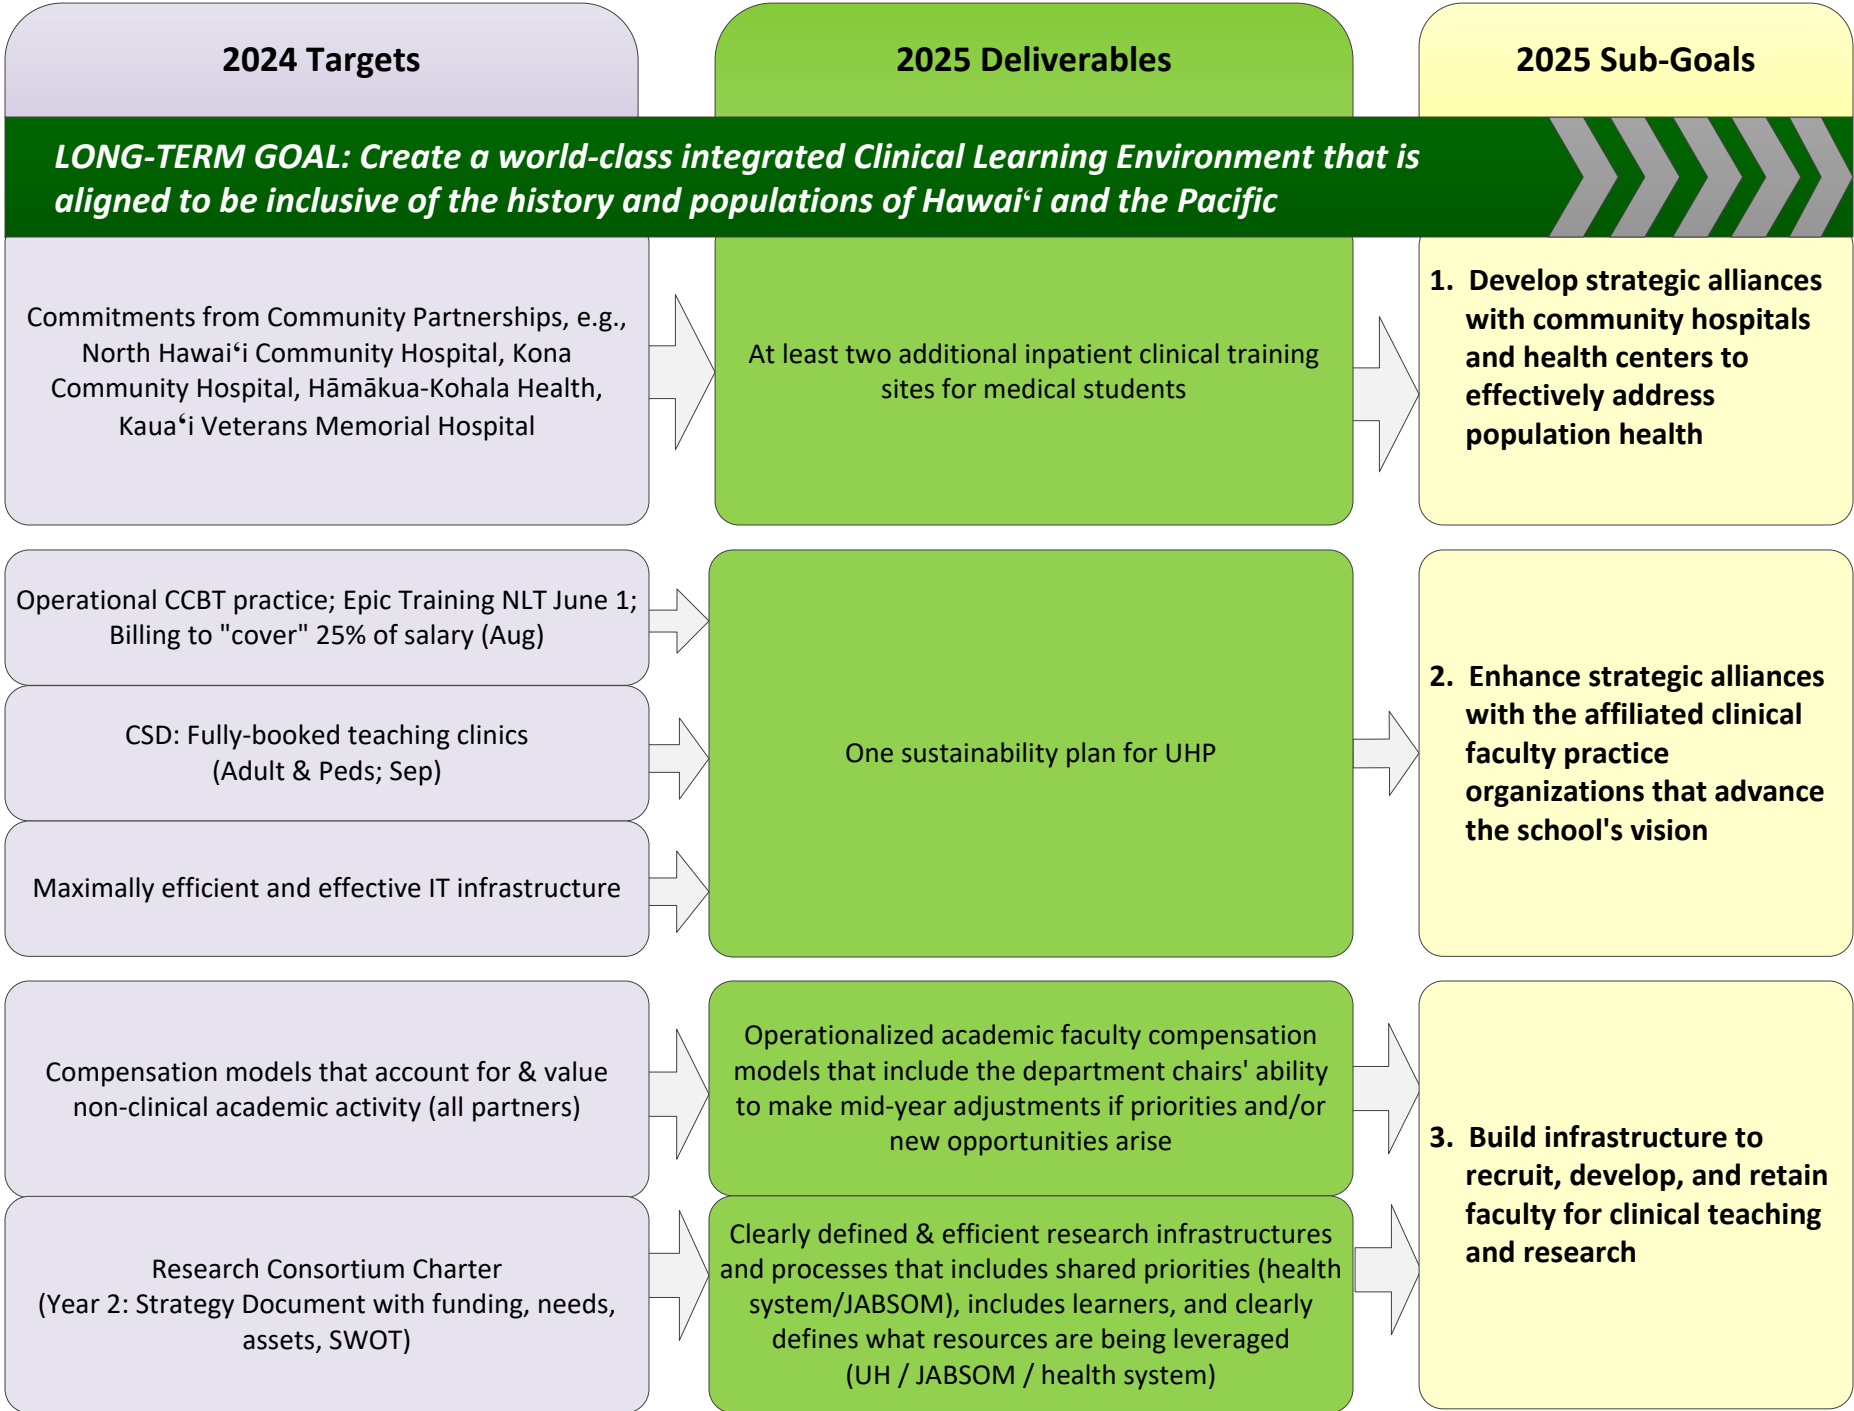 2024 Targets
2025 Deliverables
2025 Sub-Goals
LONG-TERM GOAL: Create a world-class integrated Clinical Learning Environment that is
aligned to be inclusive of the history and populations of Hawaiʻi and the Pacific
Commitments from Community Partnerships, e.g.,
North Hawaiʻi Community Hospital, Kona
Community Hospital, Hāmākua-Kohala Health,
Kauaʻi Veterans Memorial Hospital
At least two additional inpatient clinical training
sites for medical students
1. Develop strategic alliances
with community hospitals
and health centers to
effectively address
population health
Operational CCBT practice; Epic Training NLT June 1;
Billing to "cover" 25% of salary (Aug)
CSD: Fully-booked teaching clinics
(Adult & Peds; Sep)
Maximally efficient and effective IT infrastructure
One sustainability plan for UHP
2. Enhance strategic alliances
with the affiliated clinical
faculty practice
organizations that advance
the school's vision
Compensation models that account for & value
non-clinical academic activity (all partners)
Operationalized academic faculty compensation
models that include the department chairs' ability
to make mid-year adjustments if priorities and/or
new opportunities arise
Research Consortium Charter
(Year 2: Strategy Document with funding, needs,
assets, SWOT)
Clearly defined & efficient research infrastructures
and processes that includes shared priorities (health
system/JABSOM), includes learners, and clearly
defines what resources are being leveraged
(UH / JABSOM / health system)
3. Build infrastructure to
recruit, develop, and retain
faculty for clinical teaching
and research